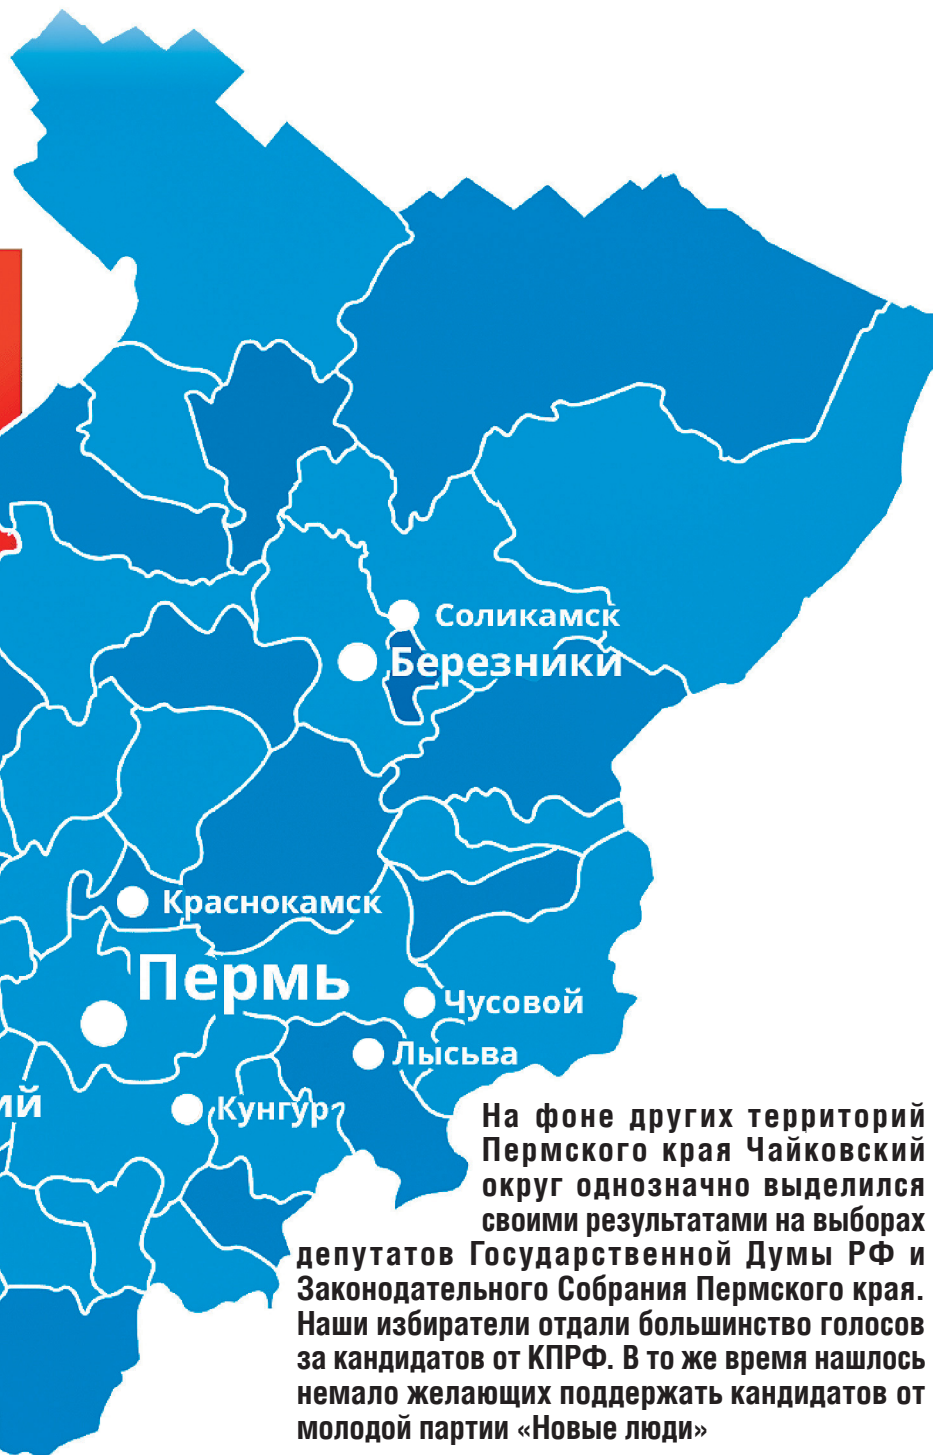 Соликамск
Березники
Краснокамск
Пермь
Чусовой
Лысьва
ий
Кунгур
На фоне других территорий
Пермского края Чайковский
округ однозначно выделился
своими результатами на выборах
депутатов Государственной Думы РФ и
Законодательного Собрания Пермского края.
Наши избиратели отдали большинство голосов
за кандидатов от КПРФ. В то же время нашлось
немало желающих поддержать кандидатов от
молодой партии «Новые люди»